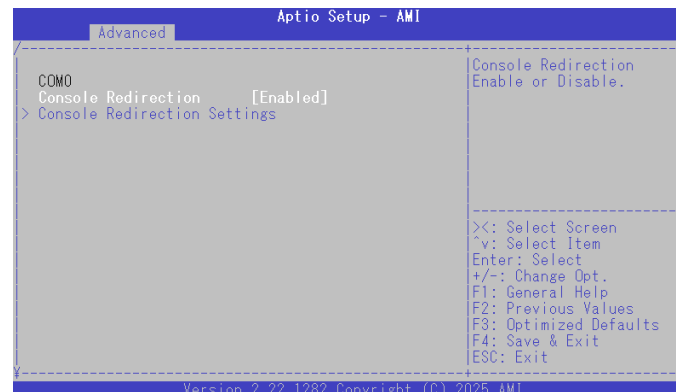 Aptio Setup - AMI
Advanced
Console Redirection
Enable or Disable.
COM0
Console Redirection [Enabled]
> Console Redirection Settings
><: Select Screen
^v: Select Item
Enter: Select
+/-: Change Opt.
F1: General Help
F2: Previous Values
F3: Optimized Defaults
F4: Save & Exit
ESC: Exit
Version 2.22.1282 Copyright (C) 2025 AMI